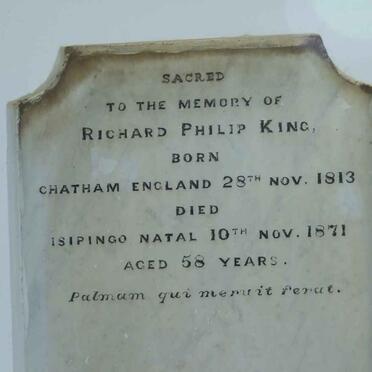 SACRED
TO THE MEMORY OF
RICHARD PHILIP KING,
BORN
CHATHAM ENGLAND 28TH NOV. 1813
DIED
ISIPINGO NATAL 10TH NOV. 1871
AGED 58 YEARS.
Palmam qui meruit ferat.